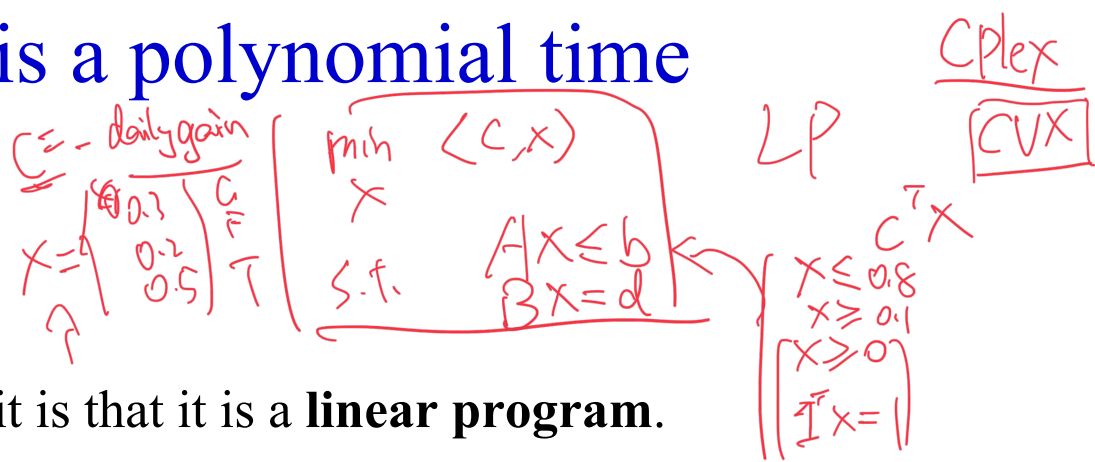 is a polynomial time
Cplex
CVX
C = - daily gain
min <C,x>
x
s.t. Ax ≤ b
Bx = d
LP
x = 0.3 G
0.2 F
0.5 T
Cᵀx
x ≤ 0.8
x ≥ 0.1
x ≥ 0
1ᵀx = 1
it is that it is a linear program.